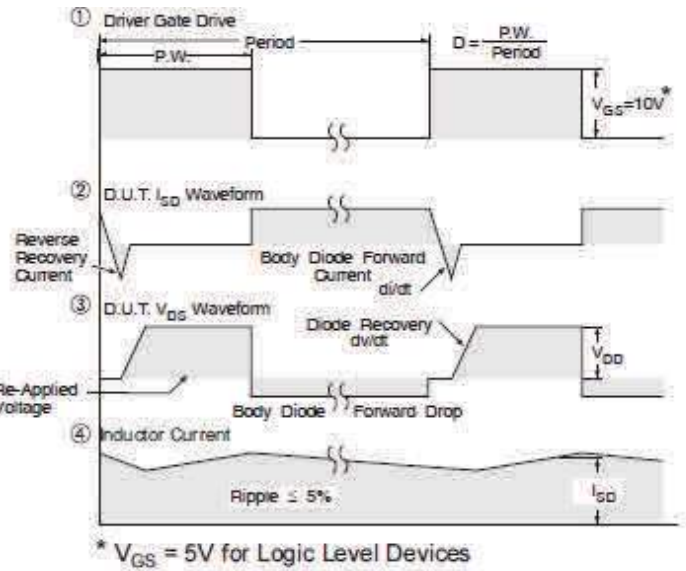 ① Driver Gate Drive
P.W.
Period
D = P.W. / Period
V_GS=10V*
② D.U.T. I_SD Waveform
Reverse
Recovery
Current
Body Diode Forward
Current
di/dt
③ D.U.T. V_DS Waveform
Diode Recovery
dv/dt
V_DD
Re-Applied
Voltage
Body Diode Forward Drop
④ Inductor Current
Ripple ≤ 5%
I_SD
* V_GS = 5V for Logic Level Devices